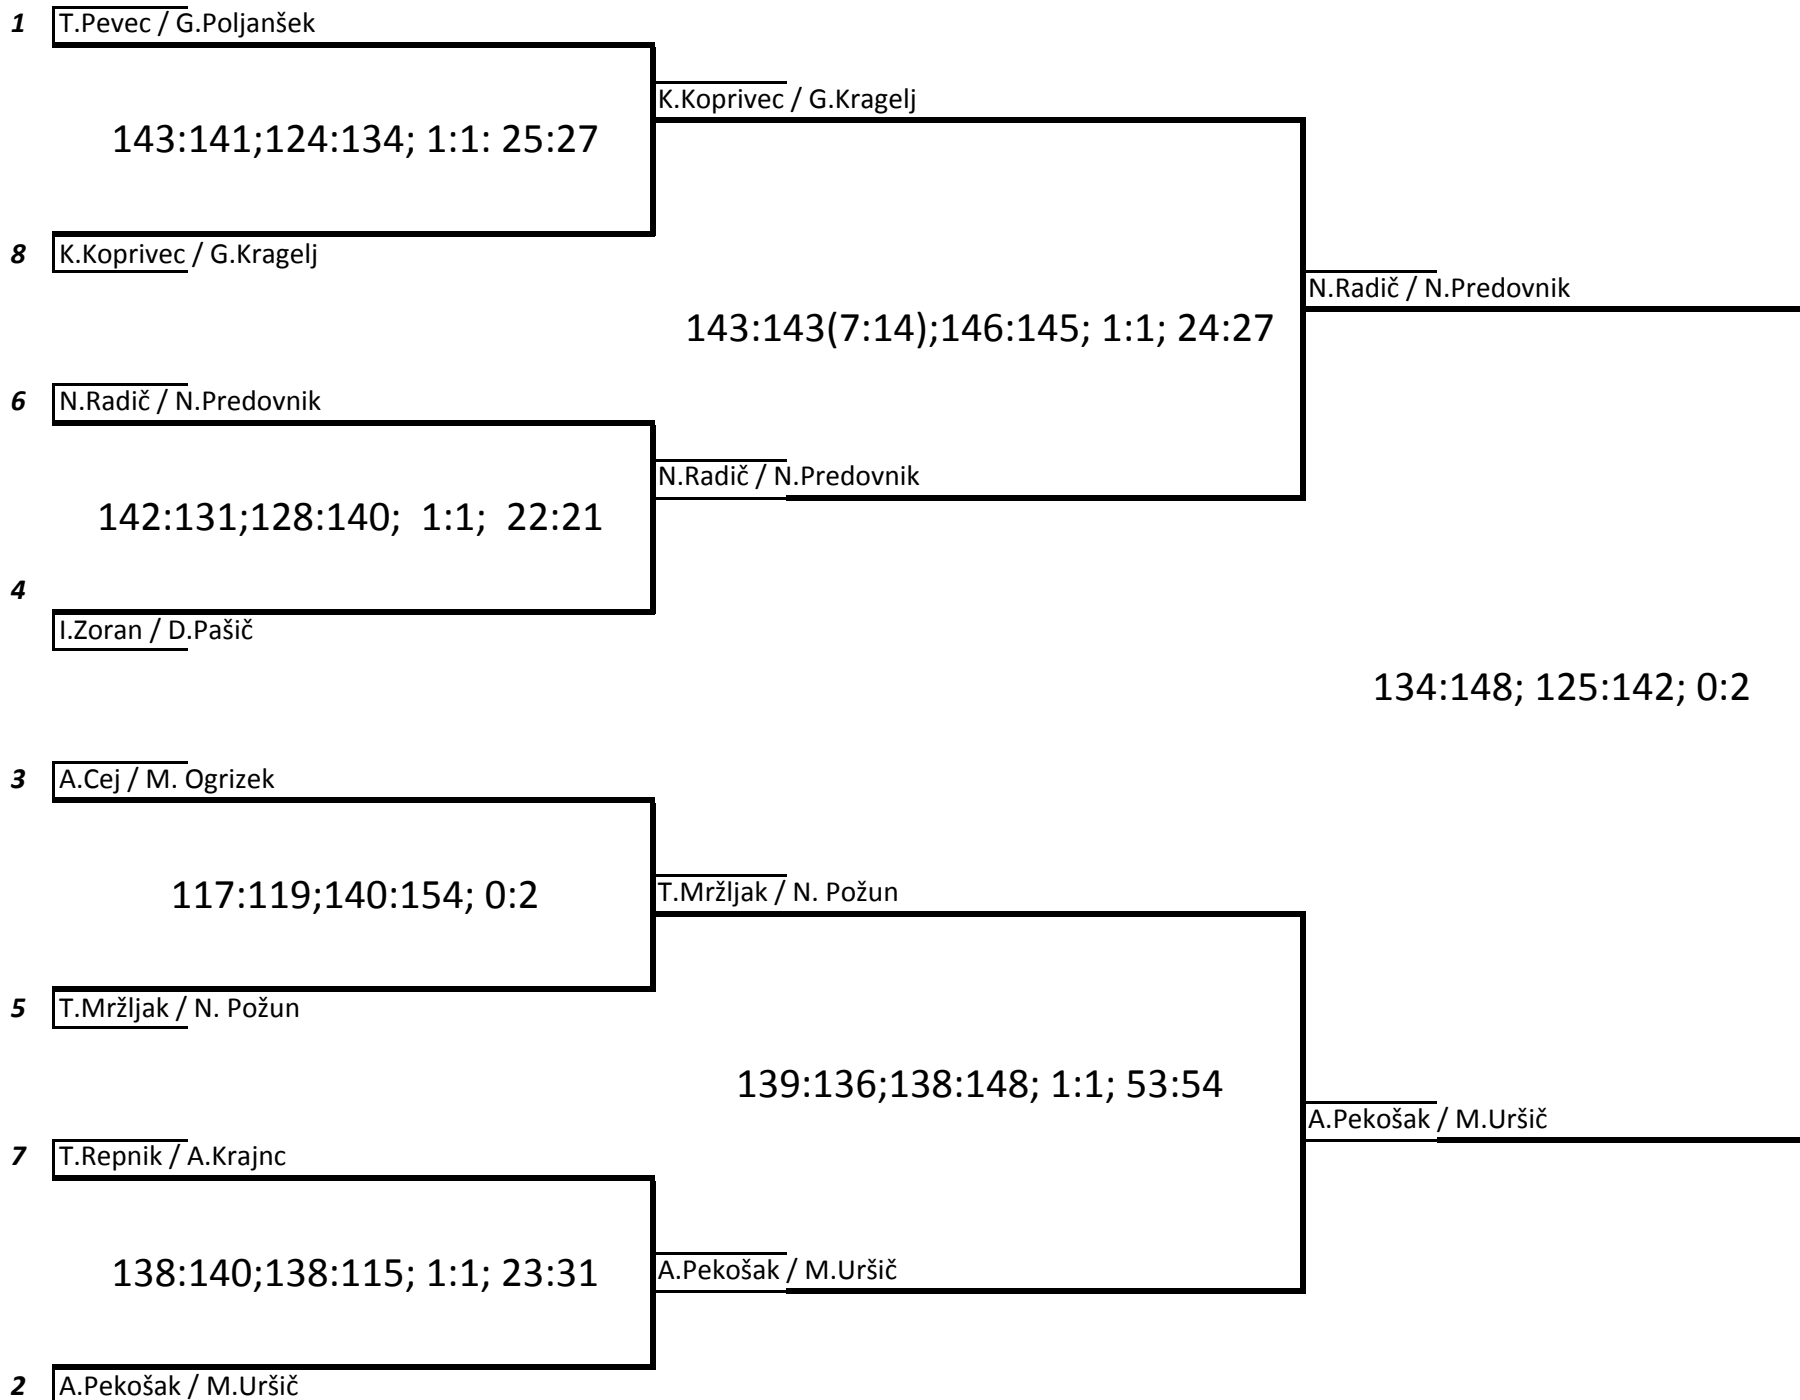 1 T.Pevec / G.Poljanšek
K.Koprivec / G.Kragelj
143:141;124:134; 1:1: 25:27
8 K.Koprivec / G.Kragelj
N.Radič / N.Predovnik
143:143(7:14);146:145; 1:1; 24:27
6 N.Radič / N.Predovnik
N.Radič / N.Predovnik
142:131;128:140; 1:1; 22:21
4
I.Zoran / D.Pašič
134:148; 125:142; 0:2
3 A.Cej / M. Ogrizek
117:119;140:154; 0:2
T.Mržljak / N. Požun
5 T.Mržljak / N. Požun
139:136;138:148; 1:1; 53:54
A.Pekošak / M.Uršič
7 T.Repnik / A.Krajnc
138:140;138:115; 1:1; 23:31
A.Pekošak / M.Uršič
2 A.Pekošak / M.Uršič